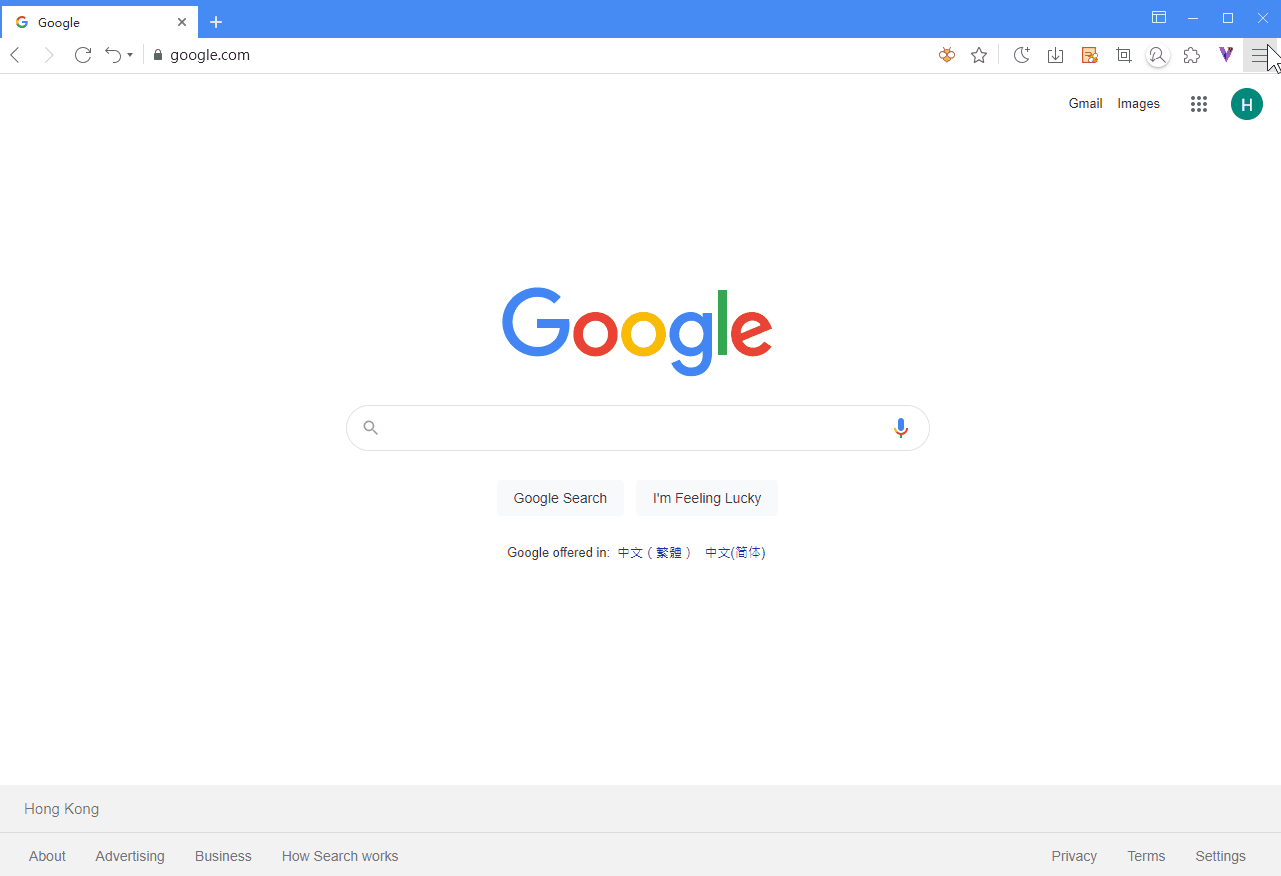 Google
google.com
Gmail Images
H
Google
Google Search I'm Feeling Lucky
Google offered in: 中文（繁體） 中文(简体)
Hong Kong
About Advertising Business How Search works Privacy Terms Settings